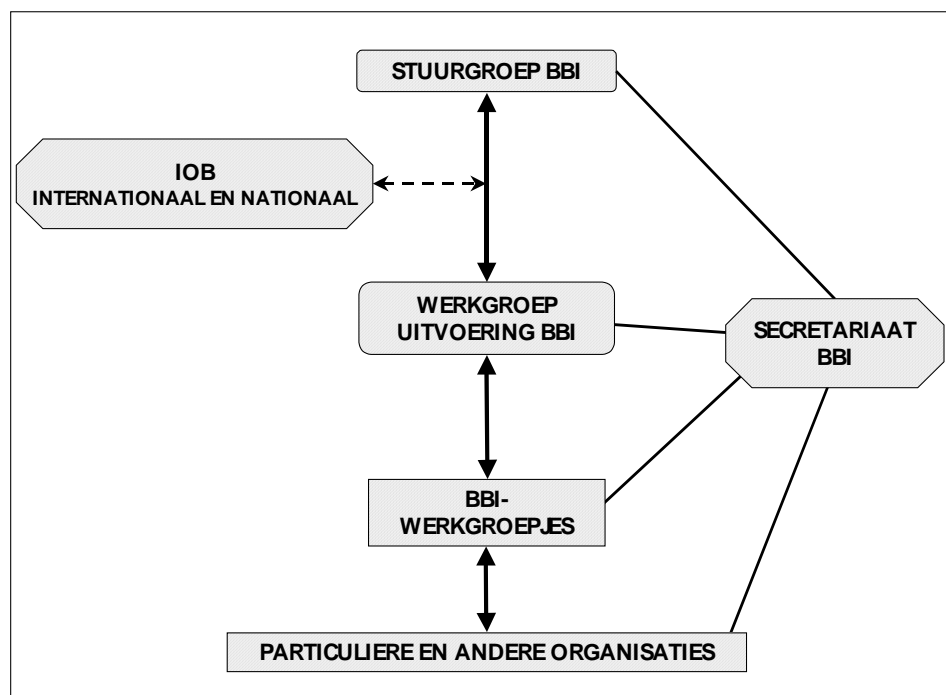 STUURGROEP BBI
IOB
INTERNATIONAAL EN NATIONAAL
WERKGROEP
UITVOERING BBI
SECRETARIAAT
BBI
BBI-
WERKGROEPJES
PARTICULIERE EN ANDERE ORGANISATIES